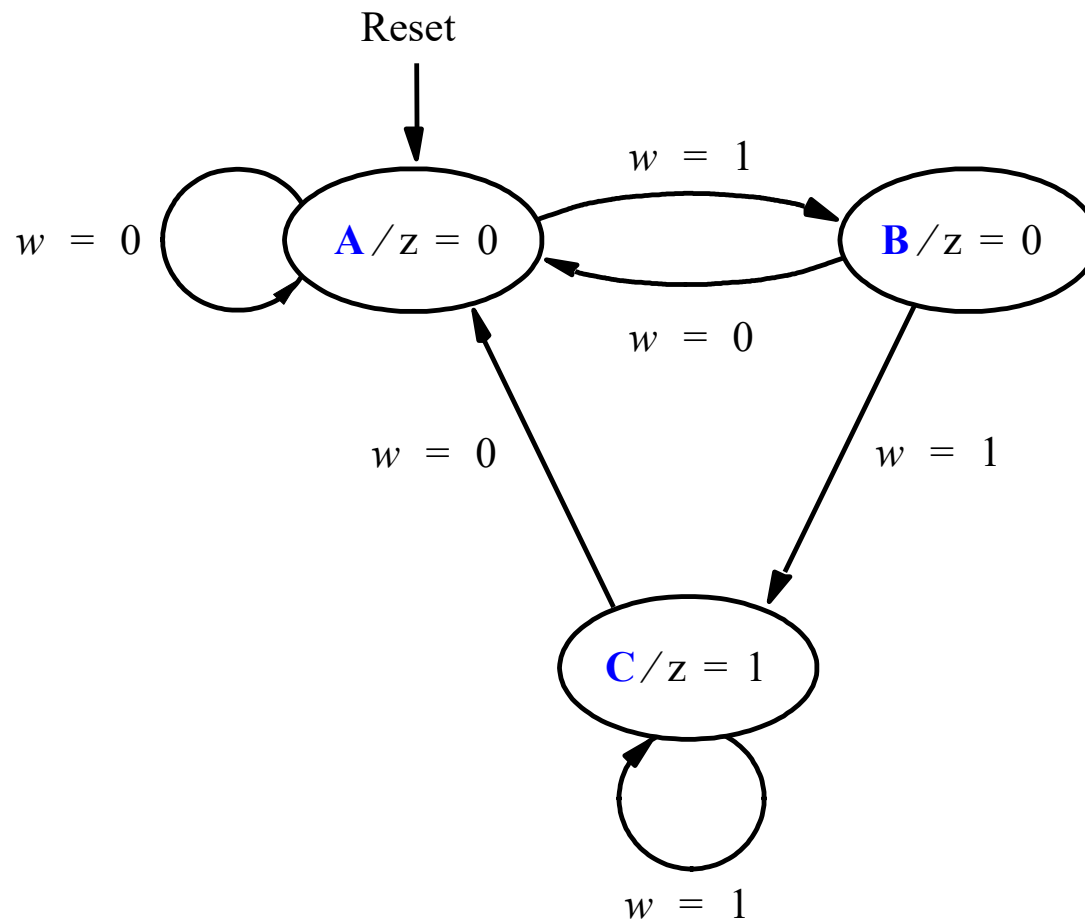 Reset
w = 1
w = 0
A / z = 0
B / z = 0
w = 0
w = 0
w = 1
C / z = 1
w = 1